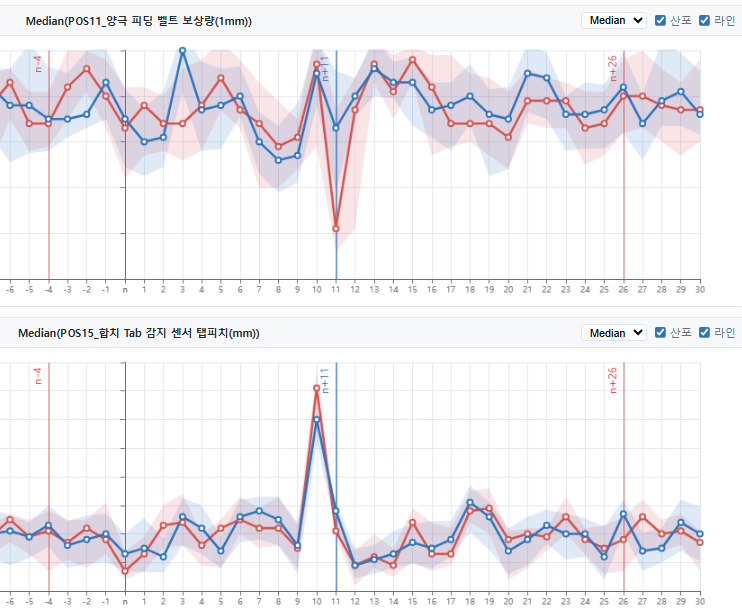 Median(POS11_양극 피딩 벨트 보상량(1mm))
Median
산포
라인
n-4
n+11
n+26
-6 -5 -4 -3 -2 -1 n 1 2 3 4 5 6 7 8 9 10 11 12 13 14 15 16 17 18 19 20 21 22 23 24 25 26 27 28 29 30
Median(POS15_합치 Tab 감지 센서 탭피치(mm))
Median
산포
라인
n-4
n+11
n+26
-6 -5 -4 -3 -2 -1 n 1 2 3 4 5 6 7 8 9 10 11 12 13 14 15 16 17 18 19 20 21 22 23 24 25 26 27 28 29 30